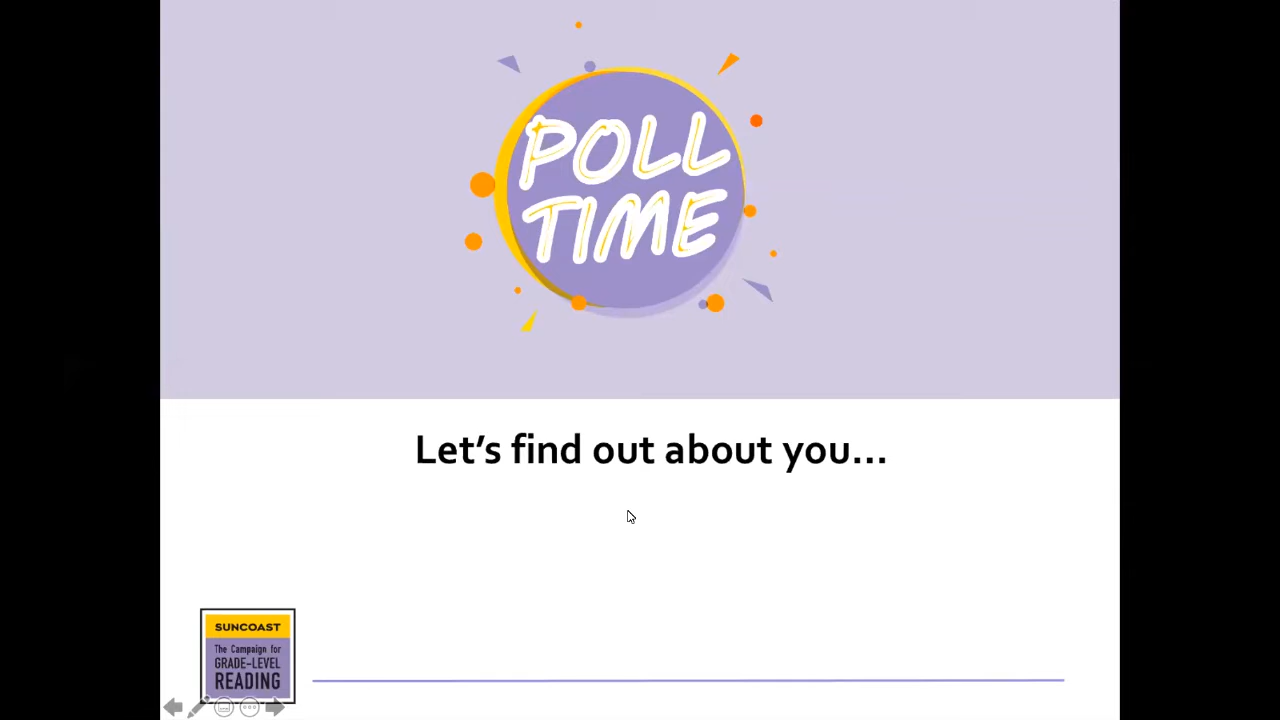 POLL
TIME
Let's find out about you...
SUNCOAST
The Campaign for
GRADE-LEVEL
READING